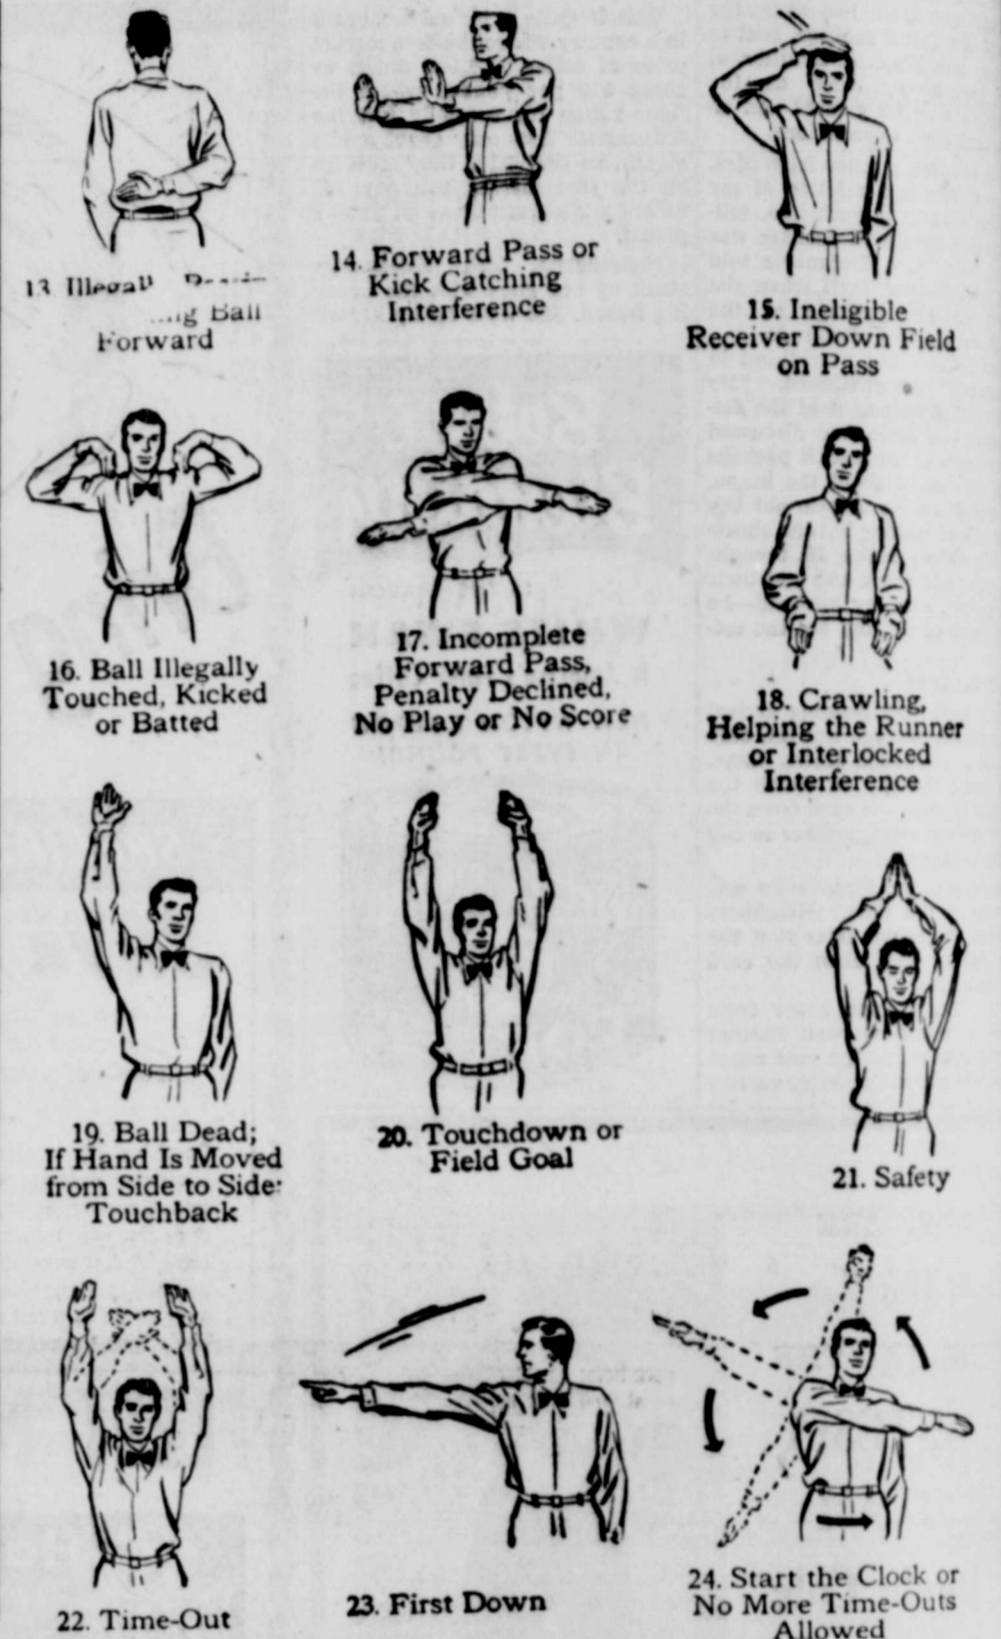 13 Illegal
Ball
Forward
14. Forward Pass or
Kick Catching
Interference
15. Ineligible
Receiver Down Field
on Pass
16. Ball Illegally
Touched, Kicked
or Batted
17. Incomplete
Forward Pass,
Penalty Declined,
No Play or No Score
18. Crawling,
Helping the Runner
or Interlocked
Interference
19. Ball Dead;
If Hand Is Moved
from Side to Side:
Touchback
20. Touchdown or
Field Goal
21. Safety
22. Time-Out
23. First Down
24. Start the Clock or
No More Time-Outs
Allowed